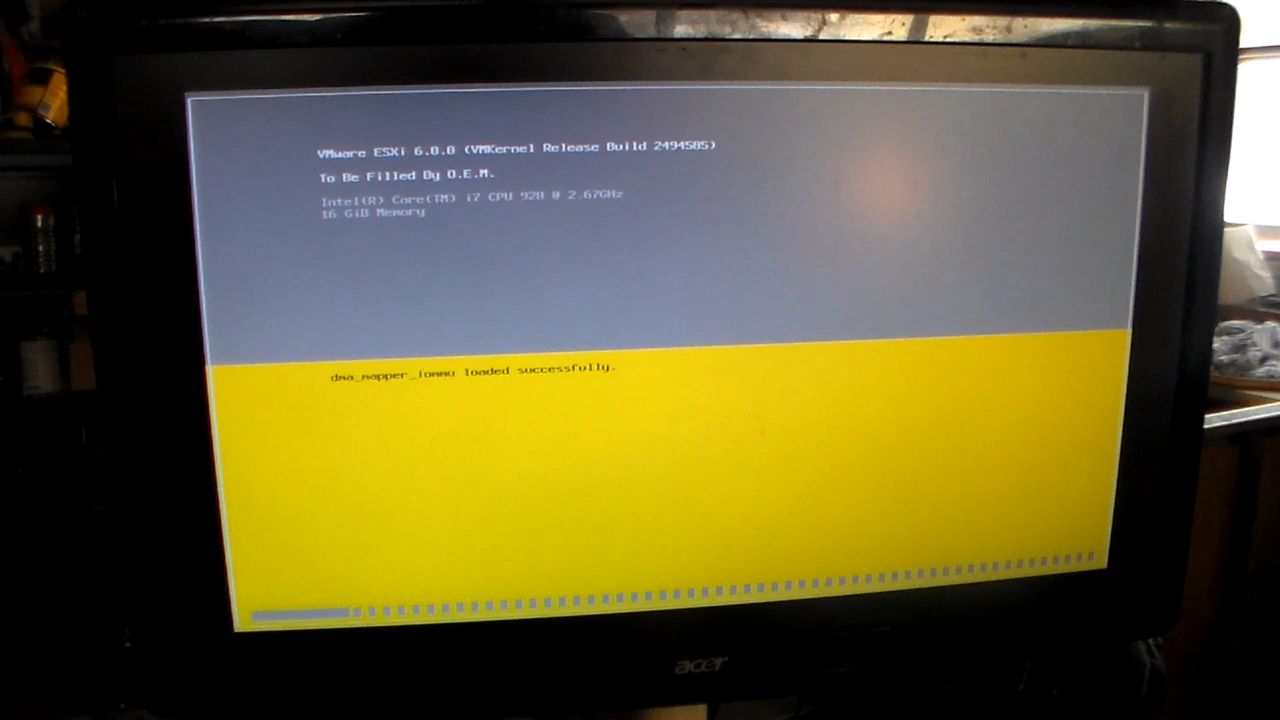 VMware ESXi 6.0.0 (VMKernel Release Build 2494585)
To Be Filled By O.E.M.
Intel(R) Core(TM) i7 CPU 920 @ 2.67GHz
16 GiB Memory
dma_mapper_iommu loaded successfully.
acer